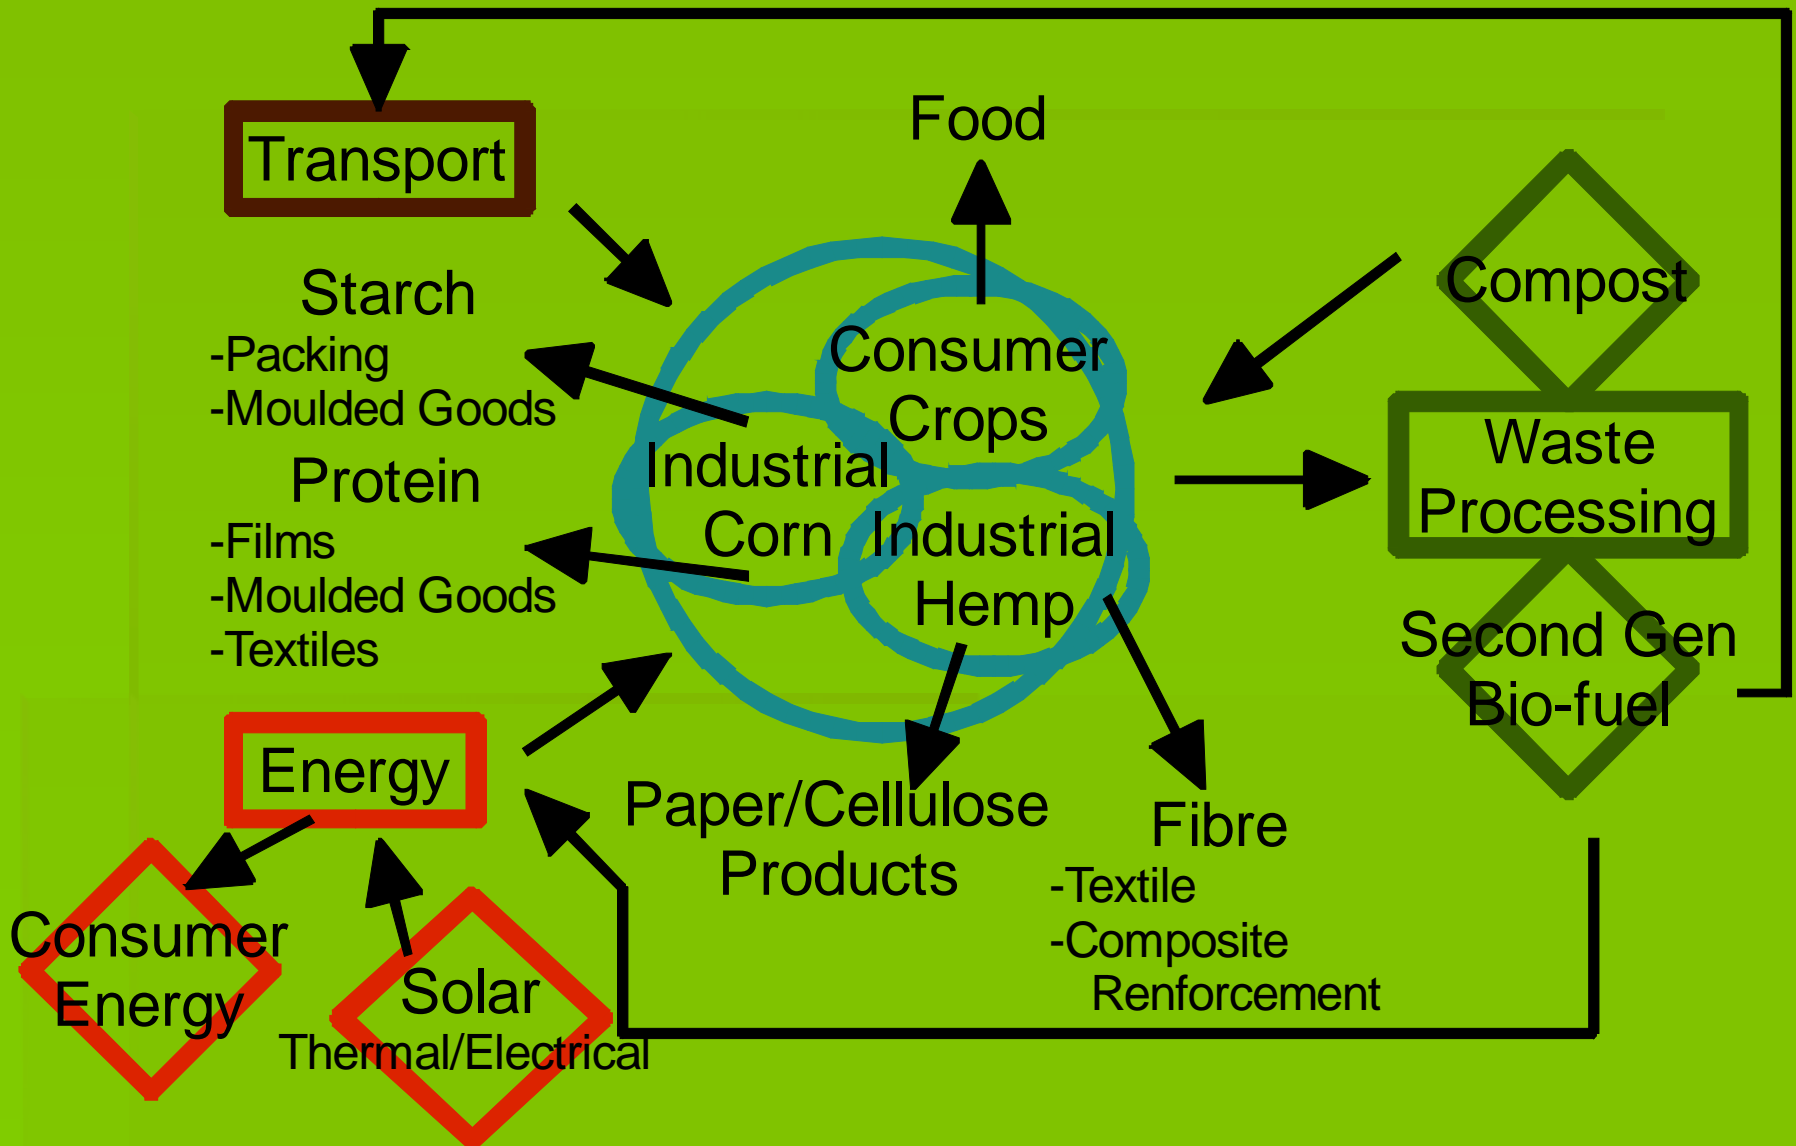 Transport
Food
Starch
-Packing
-Moulded Goods
Protein
-Films
-Moulded Goods
-Textiles
Consumer
Crops
Industrial
Corn
Industrial
Hemp
Compost
Waste
Processing
Second Gen
Bio-fuel
Energy
Consumer
Energy
Solar
Thermal/Electrical
Paper/Cellulose
Products
Fibre
-Textile
-Composite
Renforcement